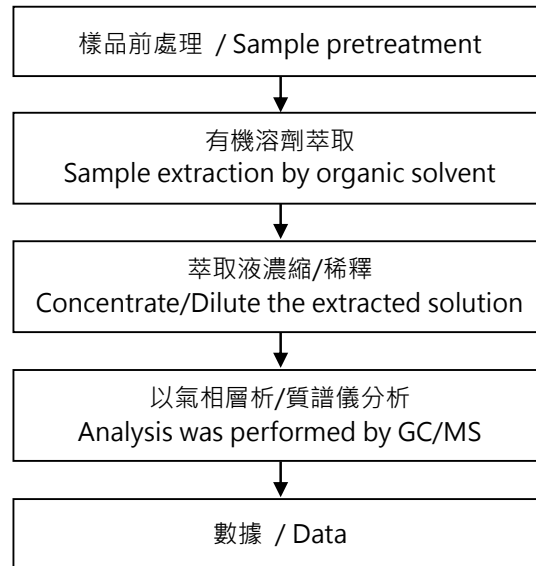 樣品前處理 / Sample pretreatment
有機溶劑萃取
Sample extraction by organic solvent
萃取液濃縮/稀釋
Concentrate/Dilute the extracted solution
以氣相層析/質譜儀分析
Analysis was performed by GC/MS
數據 / Data